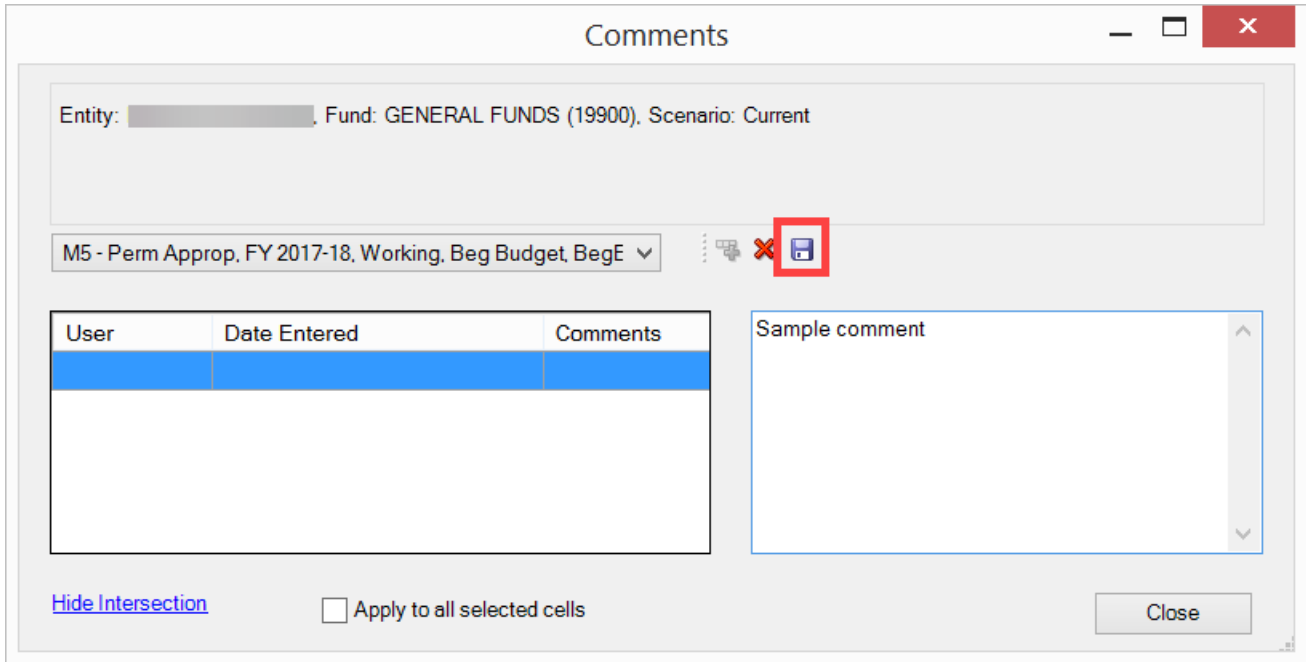 Comments
Entity: , Fund: GENERAL FUNDS (19900), Scenario: Current
M5 - Perm Approp, FY 2017-18, Working, Beg Budget, BegE
User Date Entered Comments
Sample comment
Hide Intersection
Apply to all selected cells
Close